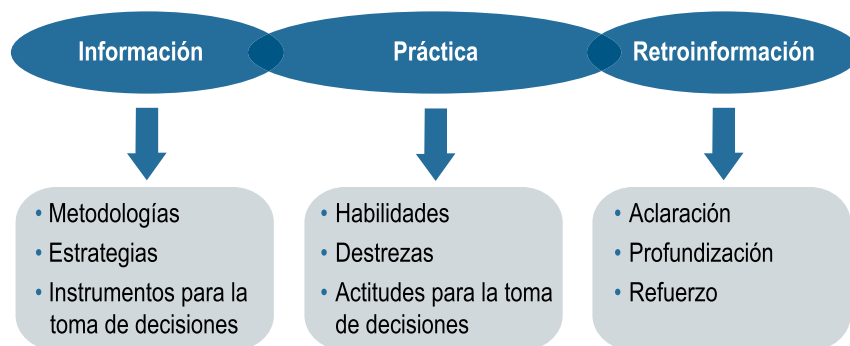 Información
Práctica
Retroinformación
• Metodologías
• Estrategias
• Instrumentos para la
toma de decisiones
• Habilidades
• Destrezas
• Actitudes para la toma
de decisiones
• Aclaración
• Profundización
• Refuerzo